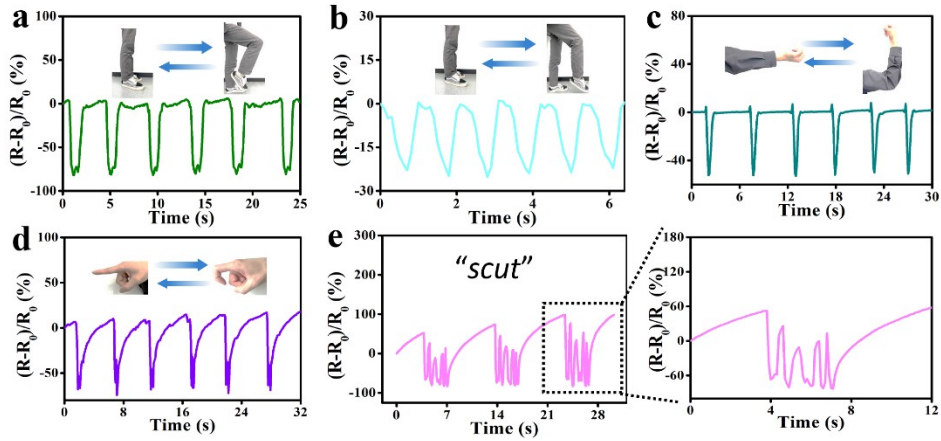 a
(R-R0)/R0 (%)
100
50
0
-50
-100
0 5 10 15 20 25
Time (s)
b
(R-R0)/R0 (%)
30
15
0
-15
-30
0 2 4 6
Time (s)
c
(R-R0)/R0 (%)
80
40
0
-40
0 6 12 18 24 30
Time (s)
d
(R-R0)/R0 (%)
100
50
0
-50
0 8 16 24 32
Time (s)
e
(R-R0)/R0 (%)
300
200
100
0
-100
"scut"
0 7 14 21 28
Time (s)
(R-R0)/R0 (%)
180
120
60
0
-60
0 4 8 12
Time (s)